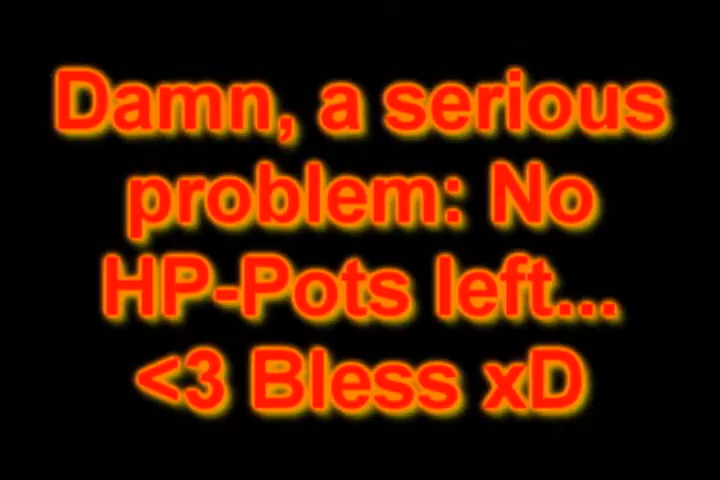 Damn, a serious
problem: No
HP-Pots left...
<3 Bless xD